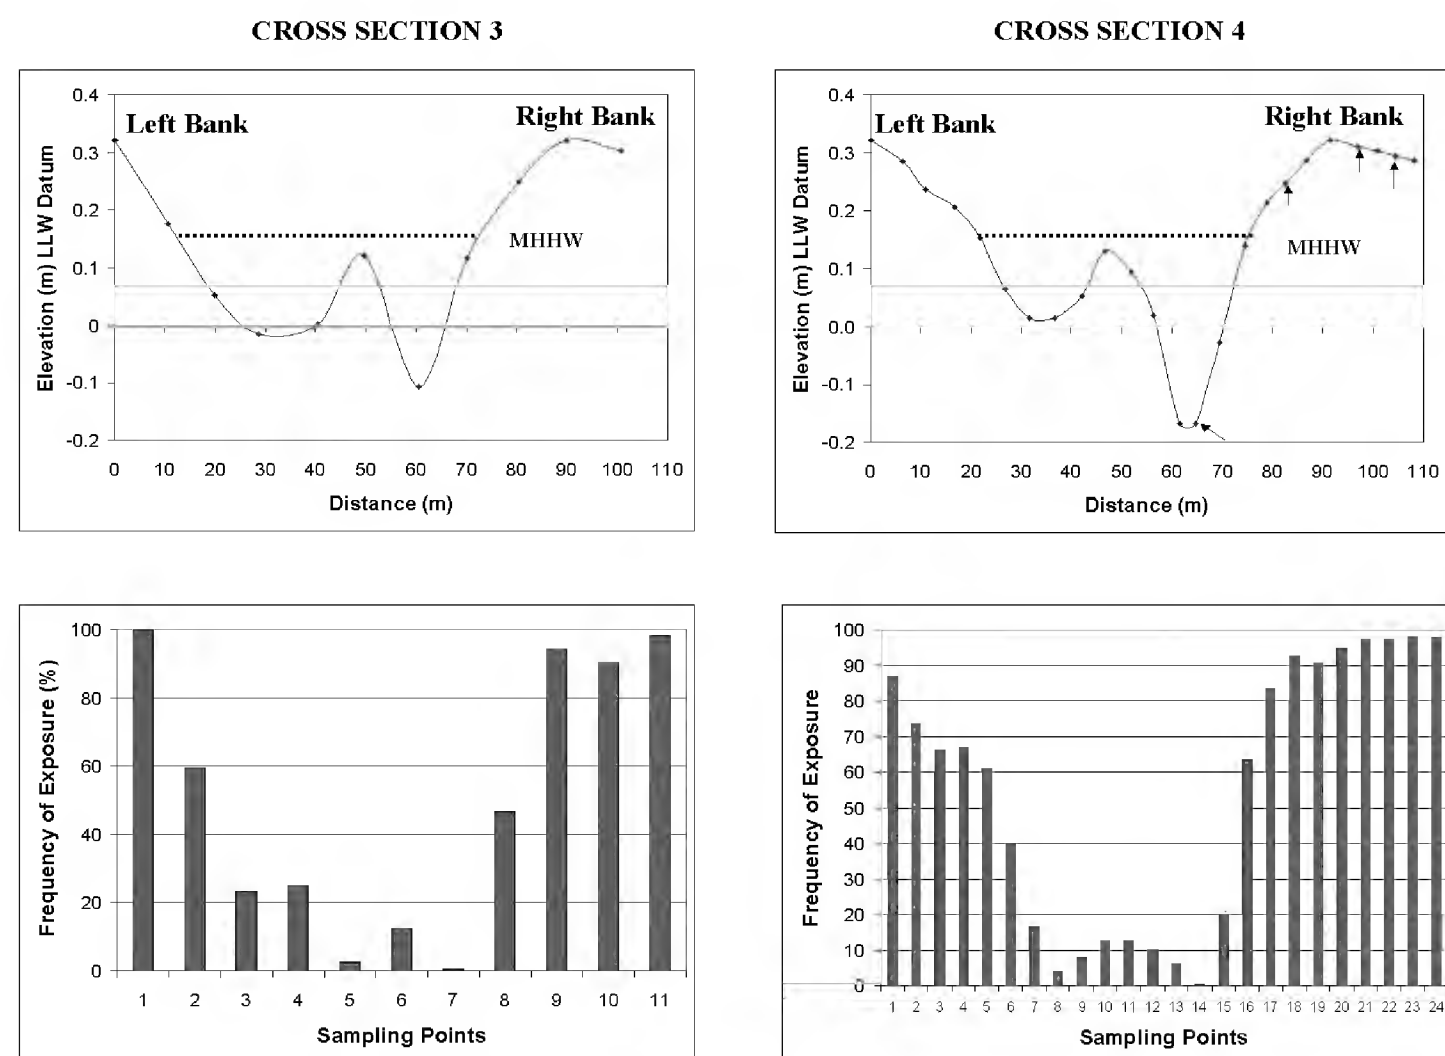 CROSS SECTION 3
CROSS SECTION 4
0.4
0.3
0.2
0.1
0
-0.1
-0.2
Left Bank
Right Bank
MHHW
Elevation (m) LLW Datum
0 10 20 30 40 50 60 70 80 90 100 110
Distance (m)
0.4
0.3
0.2
0.1
0.0
-0.1
-0.2
Left Bank
Right Bank
MHHW
Elevation (m) LLW Datum
0 10 20 30 40 50 60 70 80 90 100 110
Distance (m)
100
80
60
40
20
0
Frequency of Exposure (%)
1 2 3 4 5 6 7 8 9 10 11
Sampling Points
100
90
80
70
60
50
40
30
20
10
0
Frequency of Exposure
1 2 3 4 5 6 7 8 9 10 11 12 13 14 15 16 17 18 19 20 21 22 23 24
Sampling Points